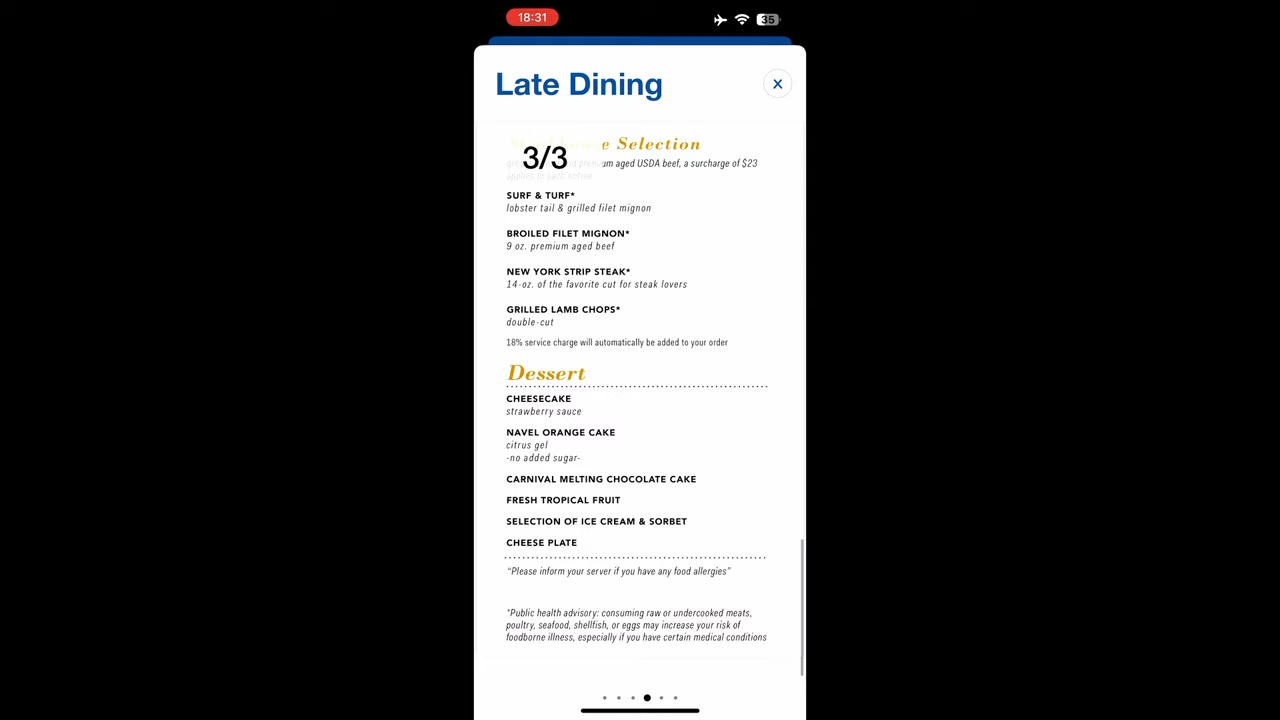 18:31
35
Late Dining
X
e Selection
3/3
premium aged USDA beef, a surcharge of $23
applies to each entree
SURF & TURF*
lobster tail & grilled filet mignon
BROILED FILET MIGNON*
9 oz. premium aged beef
NEW YORK STRIP STEAK*
14-oz. of the favorite cut for steak lovers
GRILLED LAMB CHOPS*
double-cut
18% service charge will automatically be added to your order
Dessert
CHEESECAKE
strawberry sauce
NAVEL ORANGE CAKE
citrus gel
-no added sugar-
CARNIVAL MELTING CHOCOLATE CAKE
FRESH TROPICAL FRUIT
SELECTION OF ICE CREAM & SORBET
CHEESE PLATE
"Please inform your server if you have any food allergies"
*Public health advisory: consuming raw or undercooked meats,
poultry, seafood, shellfish, or eggs may increase your risk of
foodborne illness, especially if you have certain medical conditions